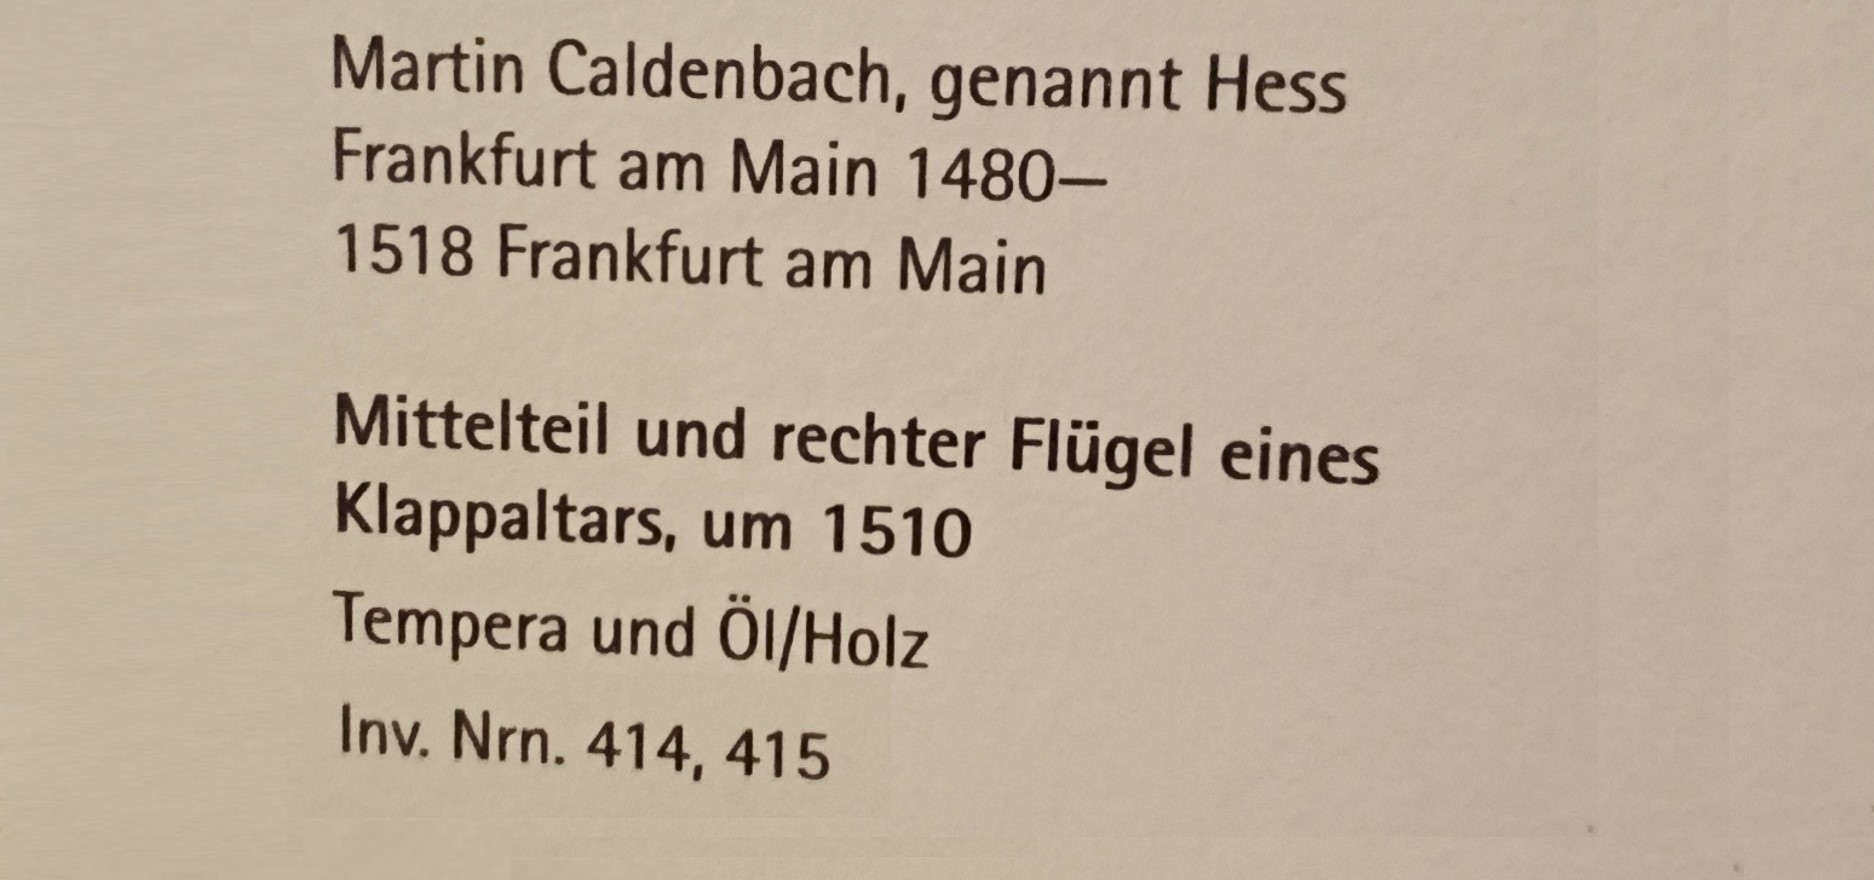 Martin Caldenbach, genannt Hess
Frankfurt am Main 1480—
1518 Frankfurt am Main
Mittelteil und rechter Flügel eines
Klappaltars, um 1510
Tempera und Öl/Holz
Inv. Nrn. 414, 415